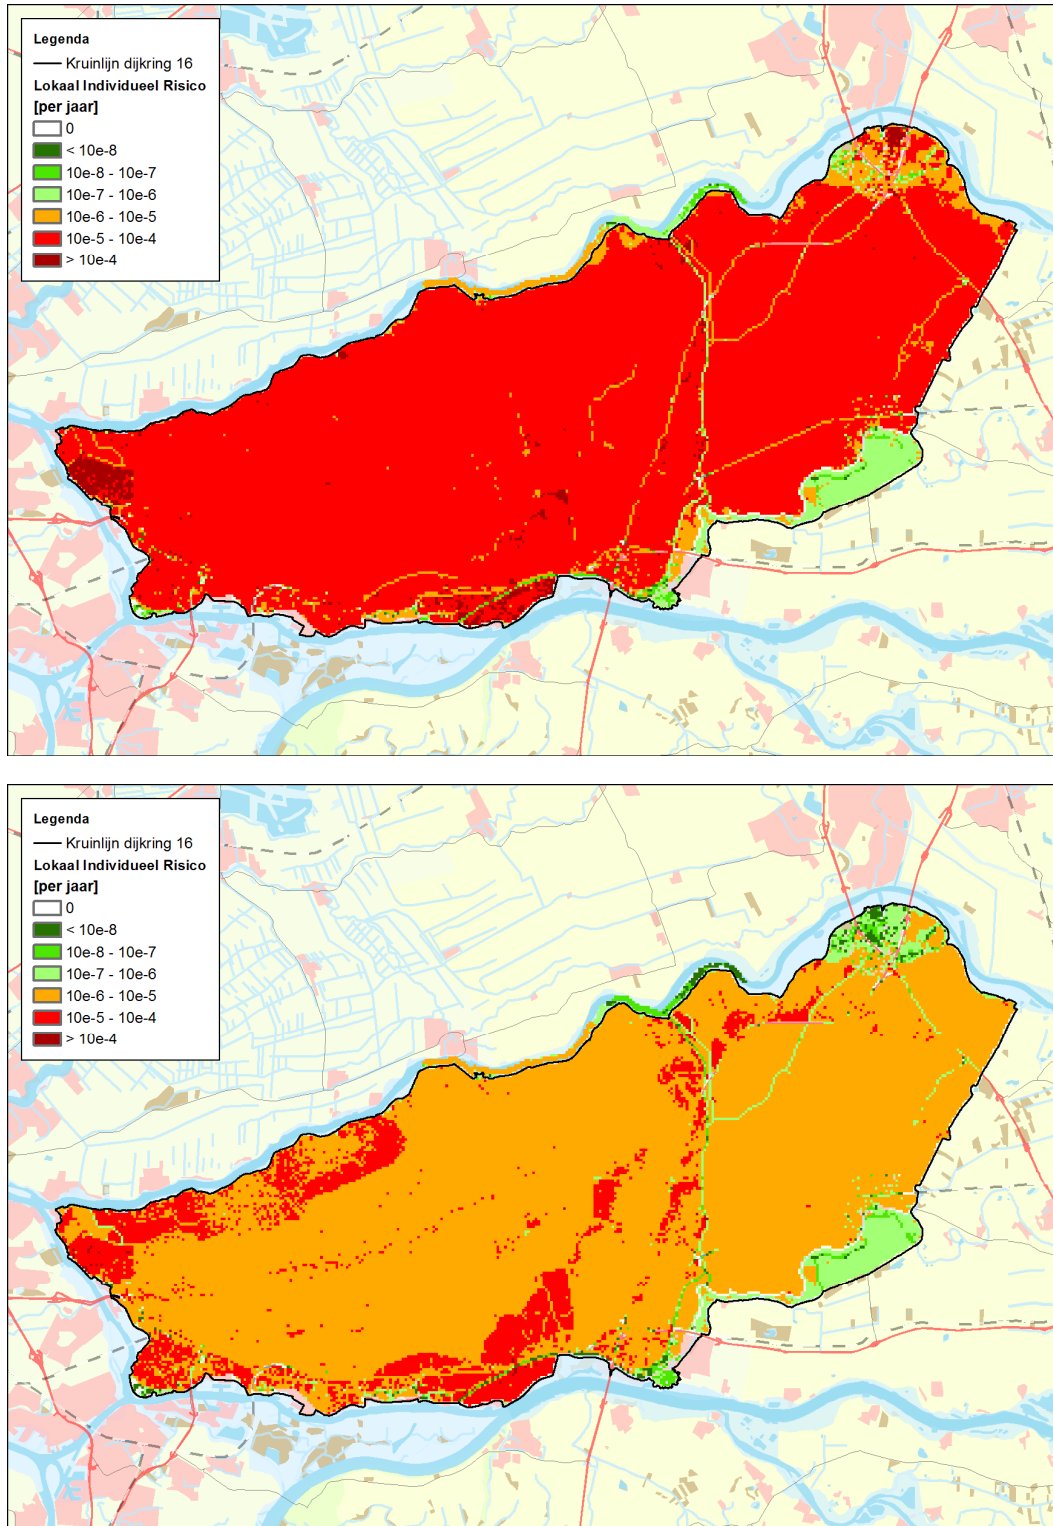 Legenda
Kruinlijn dijkring 16
Lokaal Individueel Risico
[per jaar]
0
< 10e-8
10e-8 - 10e-7
10e-7 - 10e-6
10e-6 - 10e-5
10e-5 - 10e-4
> 10e-4
Legenda
Kruinlijn dijkring 16
Lokaal Individueel Risico
[per jaar]
0
< 10e-8
10e-8 - 10e-7
10e-7 - 10e-6
10e-6 - 10e-5
10e-5 - 10e-4
> 10e-4